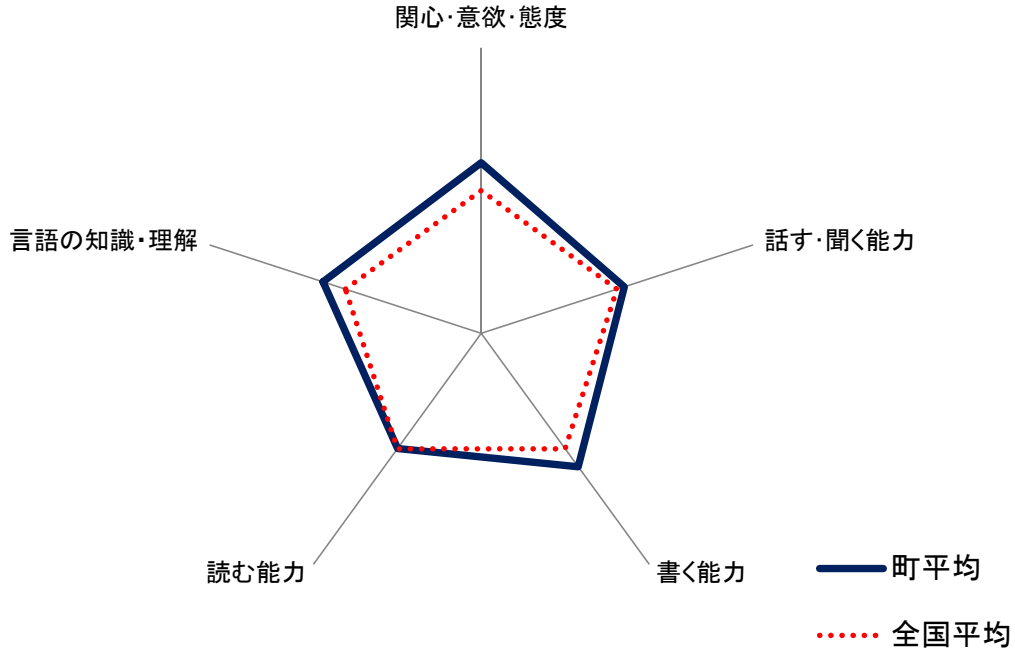 関心·意欲·態度
言語の知識・理解
話す·聞く能力
読む能力
書く能力
町平均
全国平均